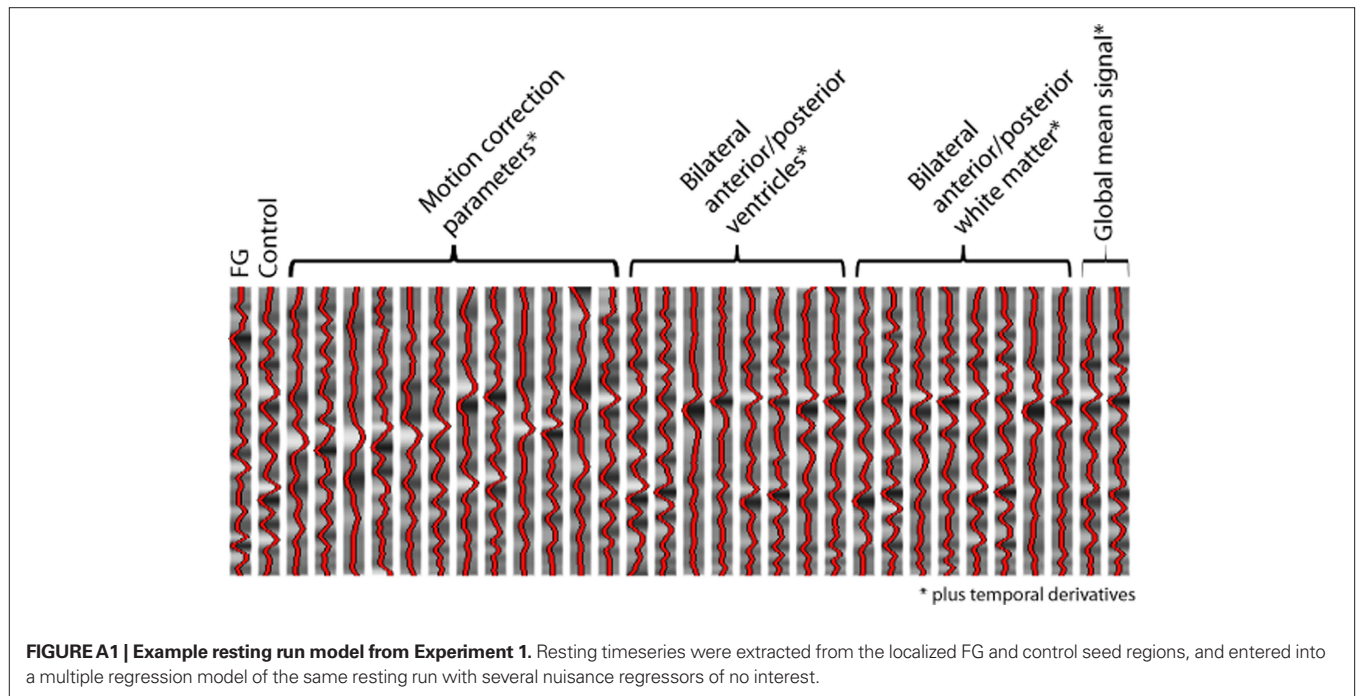 FG
Control
Motion correction
parameters*
Bilateral
anterior/posterior
ventricles*
Bilateral
anterior/posterior
white matter*
Global mean signal*
* plus temporal derivatives
FIGURE A1 | Example resting run model from Experiment 1. Resting timeseries were extracted from the localized FG and control seed regions, and entered into
a multiple regression model of the same resting run with several nuisance regressors of no interest.